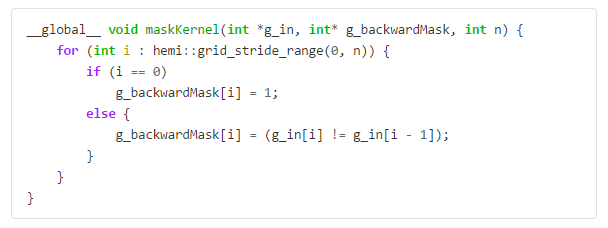 __global__ void maskKernel(int *g_in, int* g_backwardMask, int n) {
    for (int i : hemi::grid_stride_range(0, n)) {
        if (i == 0)
            g_backwardMask[i] = 1;
        else {
            g_backwardMask[i] = (g_in[i] != g_in[i - 1]);
        }
    }
}